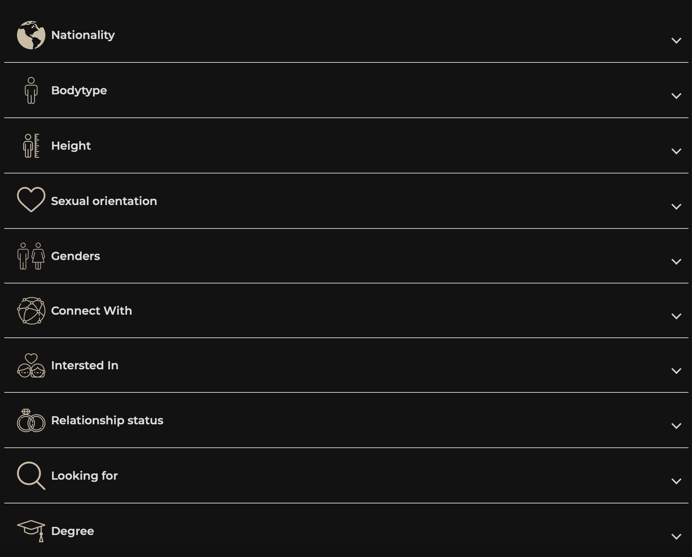 Nationality
Bodytype
Height
Sexual orientation
Genders
Connect With
Intersted In
Relationship status
Looking for
Degree